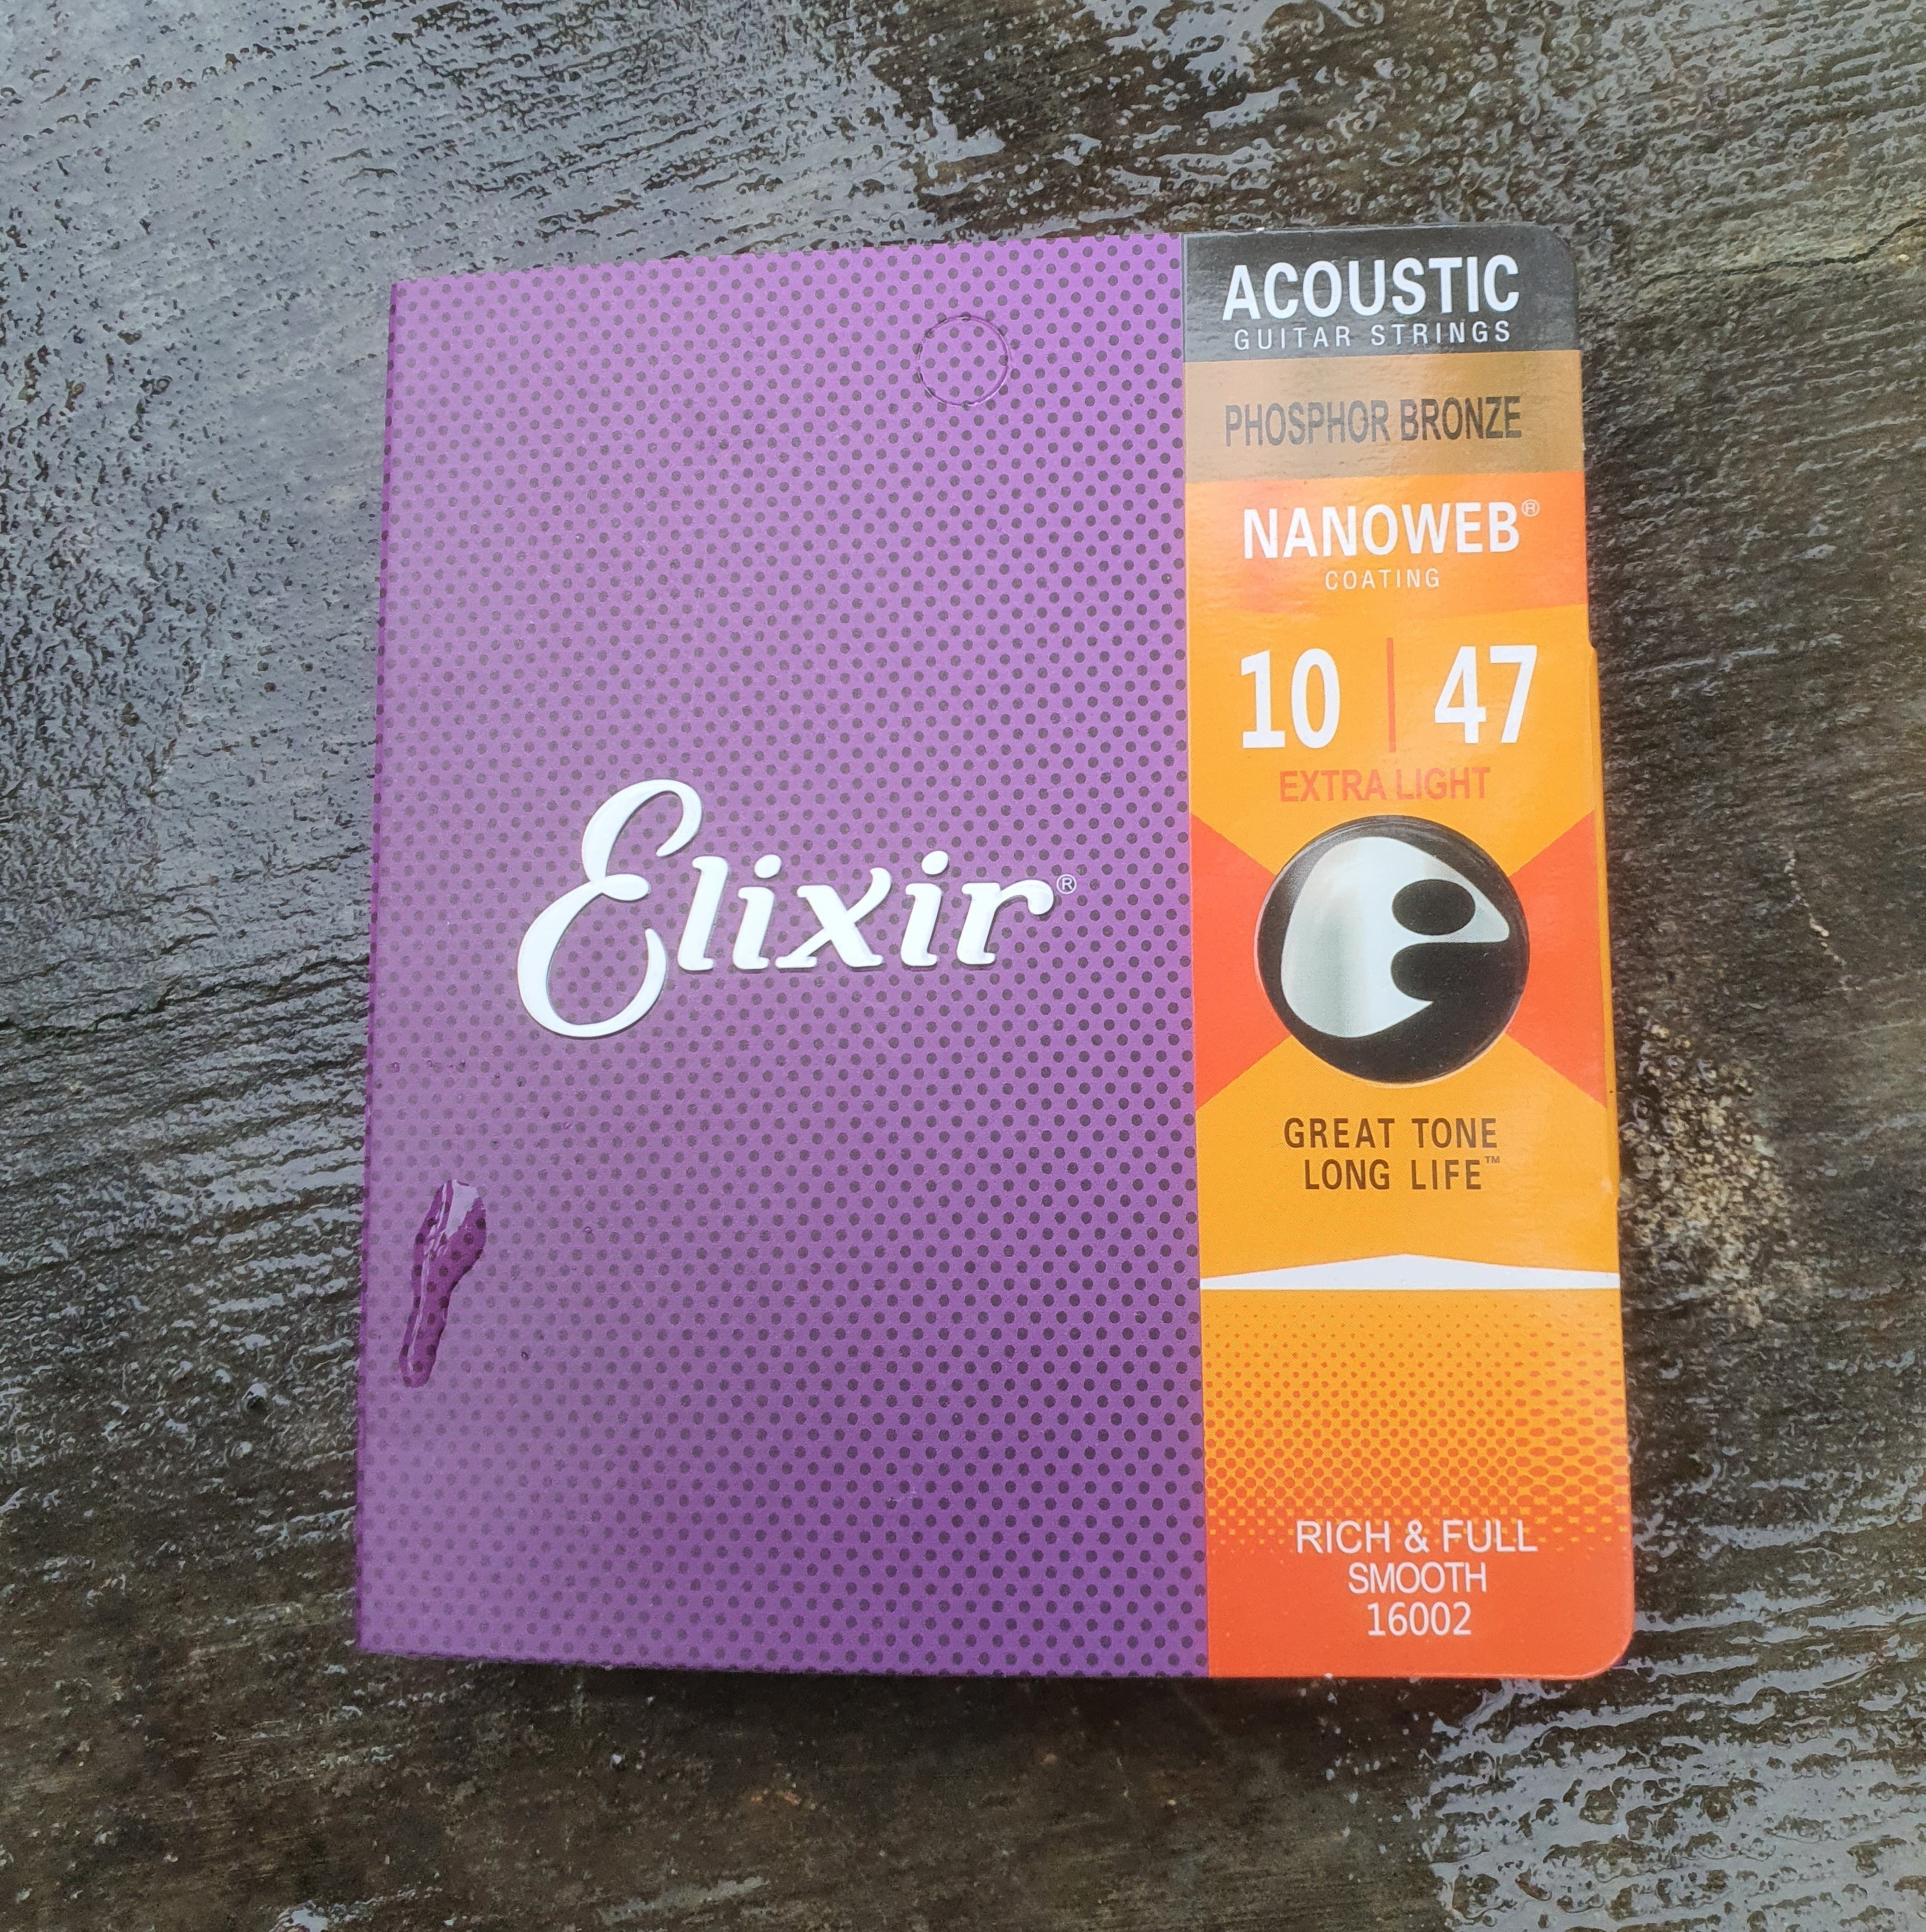 Elixir®
ACOUSTIC
GUITAR STRINGS
PHOSPHOR BRONZE
NANOWEB®
COATING
10 | 47
EXTRA LIGHT
e
GREAT TONE
LONG LIFE™
RICH & FULL
SMOOTH
16002